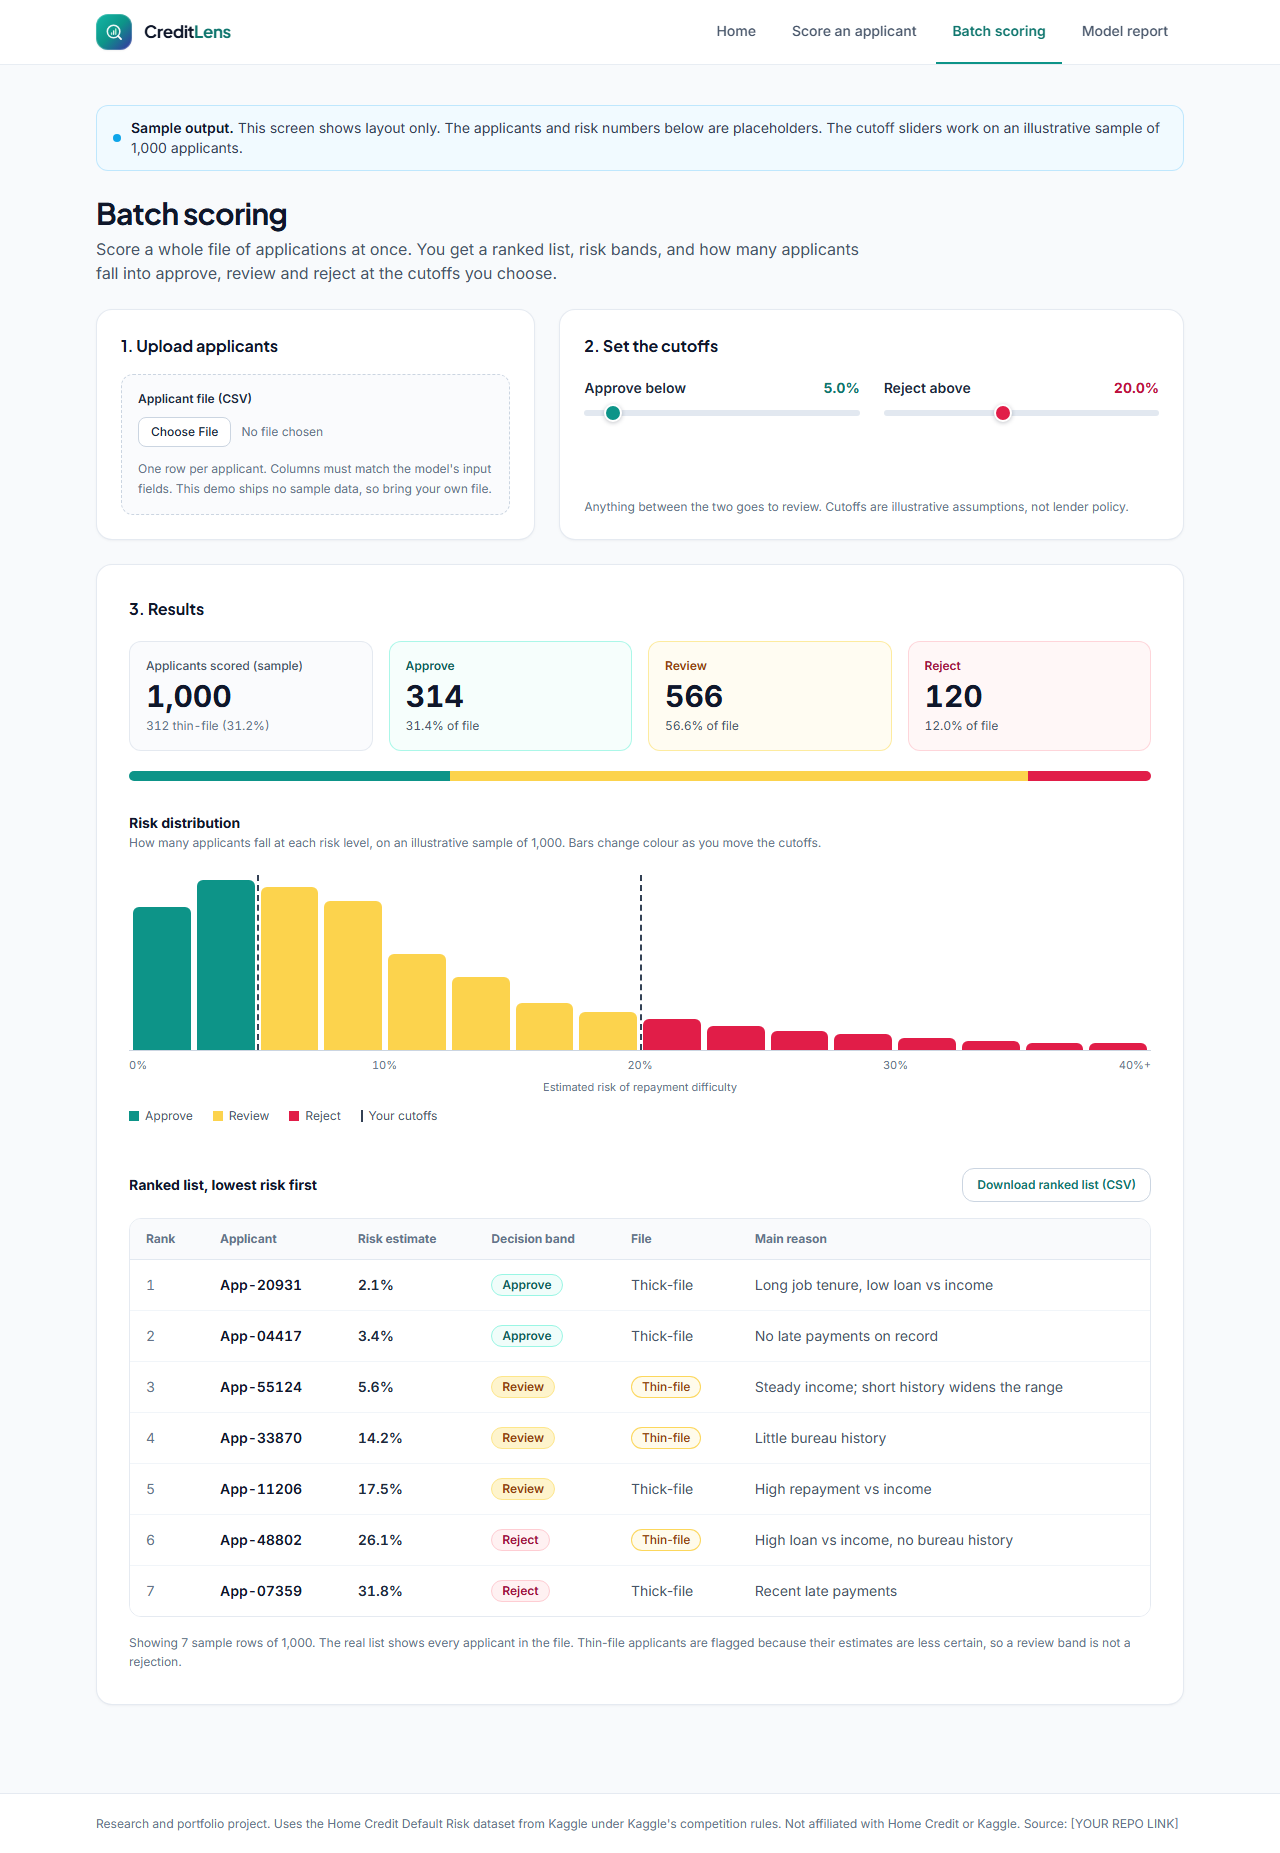 CreditLens
Home
Score an applicant
Batch scoring
Model report
Sample output. This screen shows layout only. The applicants and risk numbers below are placeholders. The cutoff sliders work on an illustrative sample of
1,000 applicants.
Batch scoring
Score a whole file of applications at once. You get a ranked list, risk bands, and how many applicants
fall into approve, review and reject at the cutoffs you choose.
1. Upload applicants
Applicant file (CSV)
Choose File No file chosen
One row per applicant. Columns must match the model's input
fields. This demo ships no sample data, so bring your own file.
2. Set the cutoffs
Approve below 5.0%
Reject above 20.0%
Anything between the two goes to review. Cutoffs are illustrative assumptions, not lender policy.
3. Results
Applicants scored (sample)
1,000
312 thin-file (31.2%)
Approve
314
31.4% of file
Review
566
56.6% of file
Reject
120
12.0% of file
Risk distribution
How many applicants fall at each risk level, on an illustrative sample of 1,000. Bars change colour as you move the cutoffs.
0% 10% 20% 30% 40%+
Estimated risk of repayment difficulty
Approve Review Reject Your cutoffs
Ranked list, lowest risk first
Download ranked list (CSV)
Rank Applicant Risk estimate Decision band File Main reason
1 App-20931 2.1% Approve Thick-file Long job tenure, low loan vs income
2 App-04417 3.4% Approve Thick-file No late payments on record
3 App-55124 5.6% Review Thin-file Steady income; short history widens the range
4 App-33870 14.2% Review Thin-file Little bureau history
5 App-11206 17.5% Review Thick-file High repayment vs income
6 App-48802 26.1% Reject Thin-file High loan vs income, no bureau history
7 App-07359 31.8% Reject Thick-file Recent late payments
Showing 7 sample rows of 1,000. The real list shows every applicant in the file. Thin-file applicants are flagged because their estimates are less certain, so a review band is not a
rejection.
Research and portfolio project. Uses the Home Credit Default Risk dataset from Kaggle under Kaggle's competition rules. Not affiliated with Home Credit or Kaggle. Source: [YOUR REPO LINK]